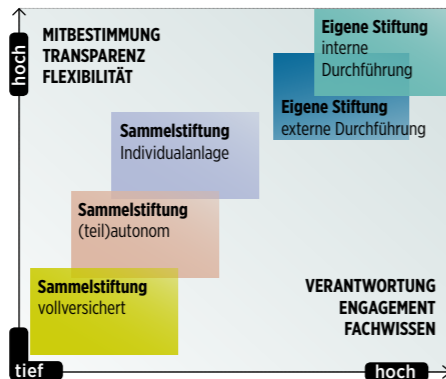 hoch
MITBESTIMMUNG
TRANSPARENZ
FLEXIBILITÄT
Eigene Stiftung
interne
Durchführung
Eigene Stiftung
externe Durchführung
Sammelstiftung
Individualanlage
Sammelstiftung
(teil)autonom
Sammelstiftung
vollversichert
VERANTWORTUNG
ENGAGEMENT
FACHWISSEN
tief
hoch